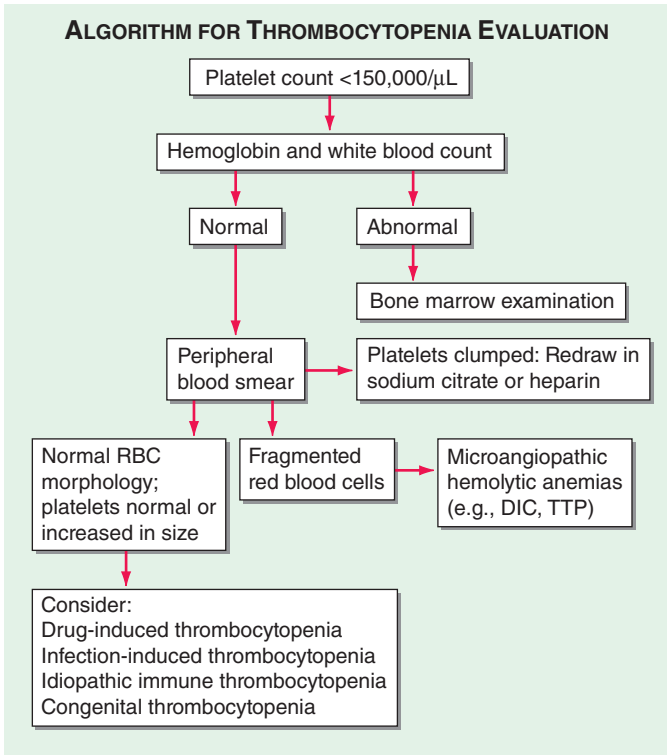 ALGORITHM FOR THROMBOCYTOPENIA EVALUATION
Platelet count <150,000/μL
Hemoglobin and white blood count
Normal
Abnormal
Bone marrow examination
Peripheral
blood smear
Platelets clumped: Redraw in
sodium citrate or heparin
Normal RBC
morphology;
platelets normal or
increased in size
Fragmented
red blood cells
Microangiopathic
hemolytic anemias
(e.g., DIC, TTP)
Consider:
Drug-induced thrombocytopenia
Infection-induced thrombocytopenia
Idiopathic immune thrombocytopenia
Congenital thrombocytopenia